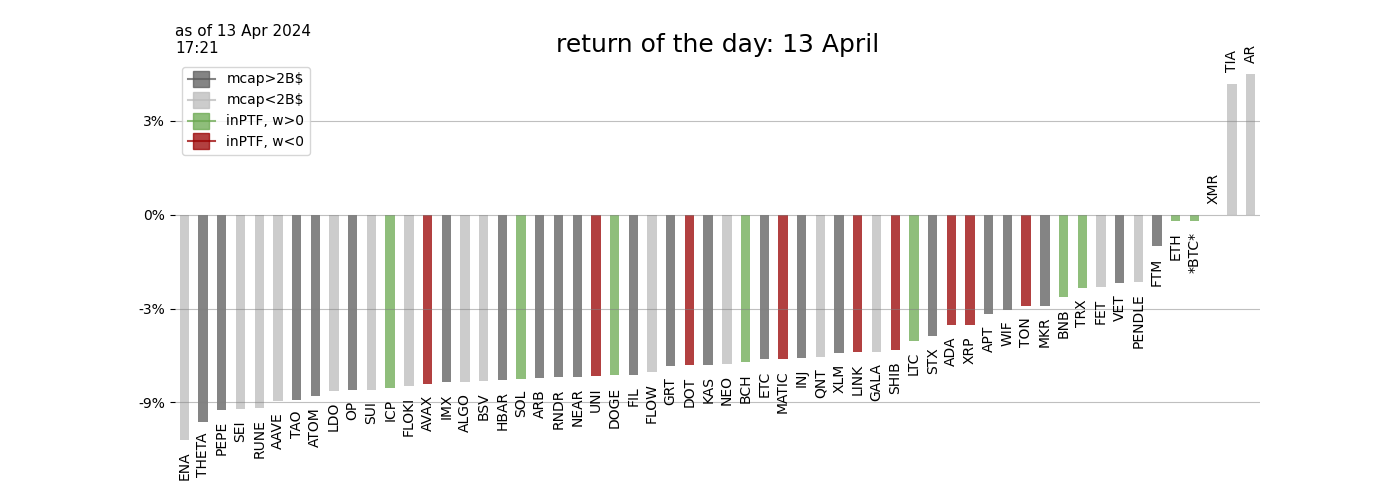 as of 13 Apr 2024
17:21
return of the day: 13 April
mcap>2B$
mcap<2B$
inPTF, w>0
inPTF, w<0
3%
0%
-3%
-9%
ENA
THETA
PEPE
SEI
RUNE
AAVE
TAO
ATOM
LDO
OP
SUI
ICP
FLOKI
AVAX
IMX
ALGO
BSV
HBAR
SOL
ARB
RNDR
NEAR
UNI
DOGE
FIL
FLOW
GRT
DOT
KAS
NEO
BCH
ETC
MATIC
INJ
QNT
XLM
LINK
GALA
SHIB
LTC
STX
ADA
XRP
APT
WIF
TON
MKR
BNB
TRX
FET
VET
PENDLE
FTM
ETH
*BTC*
XMR
TIA
AR